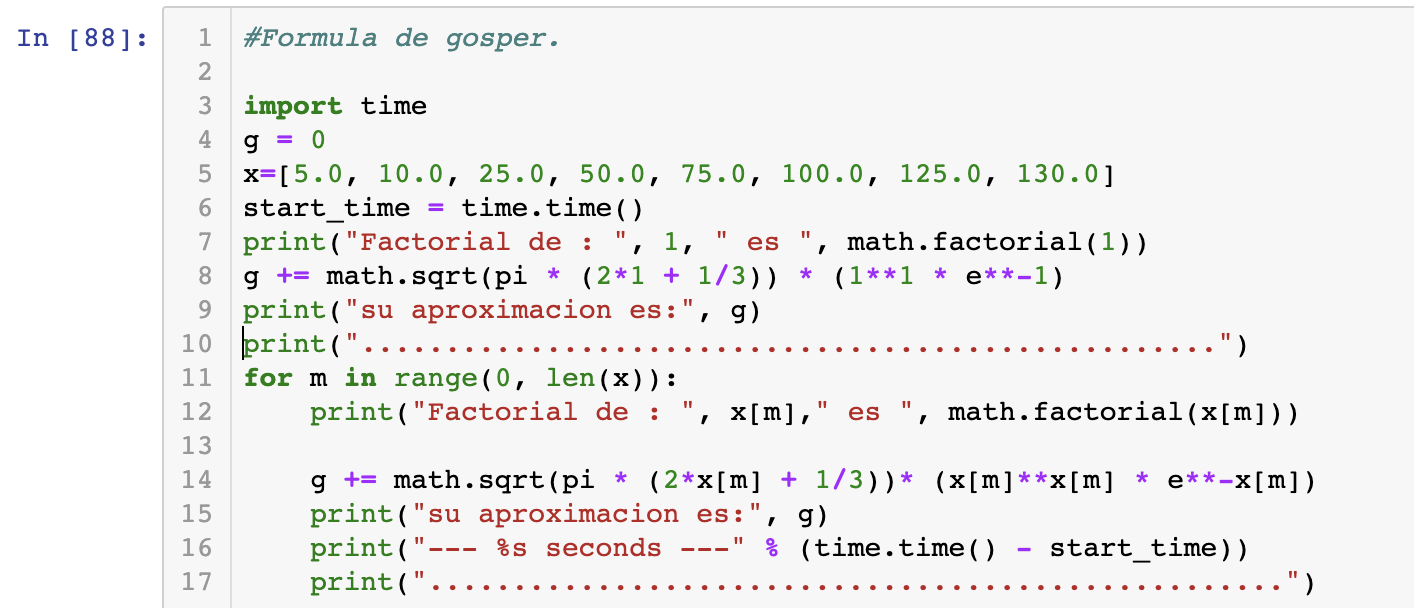 In [88]:
1 #Formula de gosper.
2
3 import time
4 g = 0
5 x=[5.0, 10.0, 25.0, 50.0, 75.0, 100.0, 125.0, 130.0]
6 start_time = time.time()
7 print("Factorial de : ", 1, " es ", math.factorial(1))
8 g += math.sqrt(pi * (2*1 + 1/3)) * (1**1 * e**-1)
9 print("su aproximacion es:", g)
10 print("...................................................")
11 for m in range(0, len(x)):
12     print("Factorial de : ", x[m]," es ", math.factorial(x[m]))
13
14     g += math.sqrt(pi * (2*x[m] + 1/3))* (x[m]**x[m] * e**-x[m])
15     print("su aproximacion es:", g)
16     print("--- %s seconds ---" % (time.time() - start_time))
17     print("...................................................")